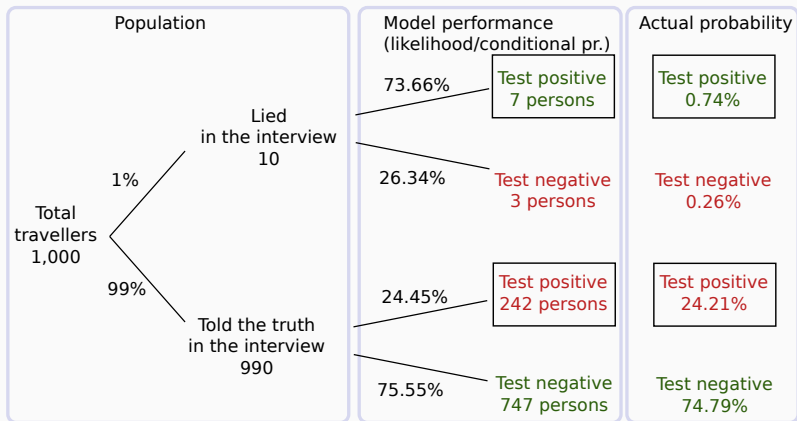 Population
Model performance
(likelihood/conditional pr.)
Actual probability
Total
travellers
1,000
1%
99%
Lied
in the interview
10
Told the truth
in the interview
990
73.66%
Test positive
7 persons
26.34%
Test negative
3 persons
24.45%
Test positive
242 persons
75.55%
Test negative
747 persons
Test positive
0.74%
Test negative
0.26%
Test positive
24.21%
Test negative
74.79%